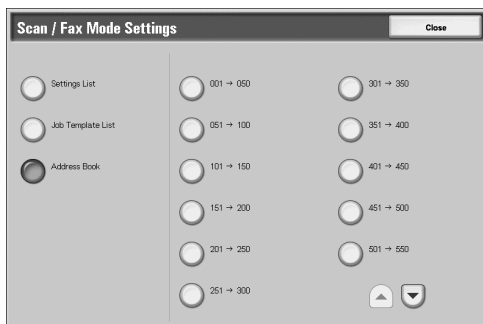 Scan / Fax Mode Settings
Close
Settings List
Job Template List
Address Book
001 → 050
051 → 100
101 → 150
151 → 200
201 → 250
251 → 300
301 → 350
351 → 400
401 → 450
451 → 500
501 → 550